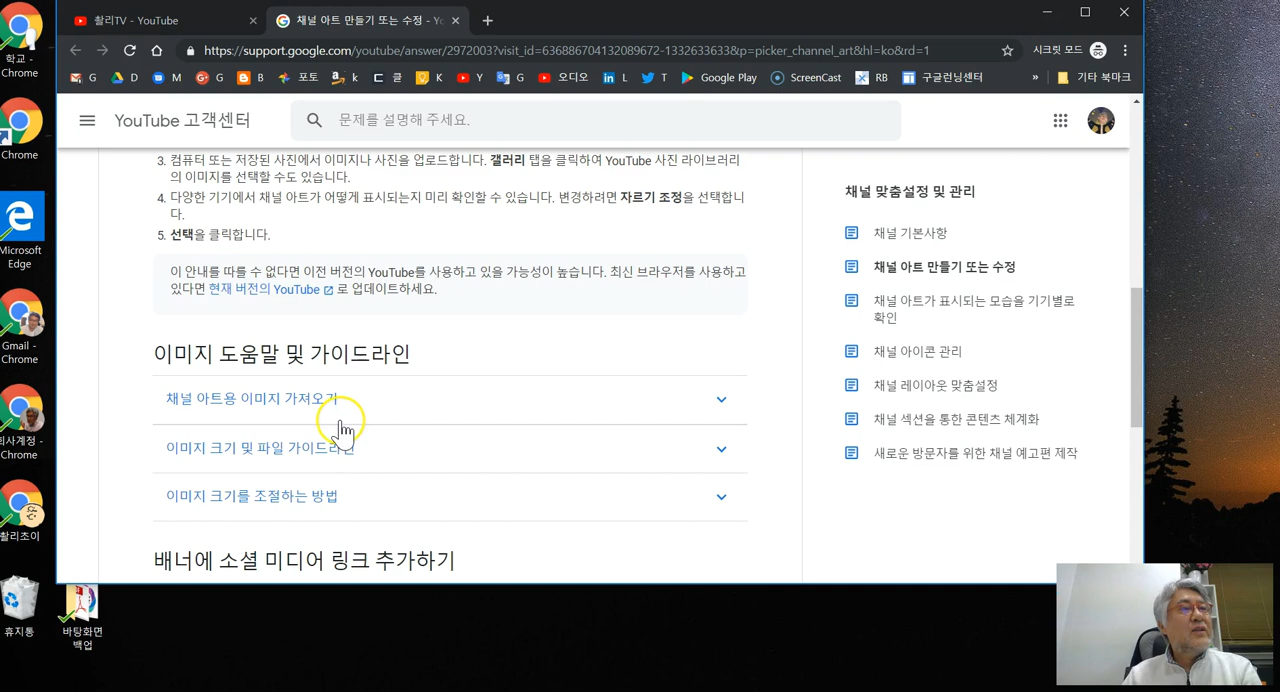 촬리TV - YouTube
채널 아트 만들기 또는 수정 - Yo
https://support.google.com/youtube/answer/2972003?visit_id=636886704132089672-1332633633&p=picker_channel_art&hl=ko&rd=1
시크릿 모드
G
D
M
G
B
포토
k
글
K
Y
G
오디오
L
T
Google Play
ScreenCast
RB
구글런닝센터
»
기타 북마크
YouTube 고객센터
문제를 설명해 주세요.
3. 컴퓨터 또는 저장된 사진에서 이미지나 사진을 업로드합니다. 갤러리 탭을 클릭하여 YouTube 사진 라이브러리
의 이미지를 선택할 수도 있습니다.
4. 다양한 기기에서 채널 아트가 어떻게 표시되는지 미리 확인할 수 있습니다. 변경하려면 자르기 조정을 선택합니
다.
5. 선택을 클릭합니다.
이 안내를 따를 수 없다면 이전 버전의 YouTube를 사용하고 있을 가능성이 높습니다. 최신 브라우저를 사용하고
있다면 현재 버전의 YouTube 로 업데이트하세요.
이미지 도움말 및 가이드라인
채널 아트용 이미지 가져오기
이미지 크기 및 파일 가이드라인
이미지 크기를 조절하는 방법
배너에 소셜 미디어 링크 추가하기
채널 맞춤설정 및 관리
채널 기본사항
채널 아트 만들기 또는 수정
채널 아트가 표시되는 모습을 기기별로
확인
채널 아이콘 관리
채널 레이아웃 맞춤설정
채널 섹션을 통한 콘텐츠 체계화
새로운 방문자를 위한 채널 예고편 제작
학교 -
Chrome
Chrome
Microsoft
Edge
Gmail -
Chrome
회사계정 -
Chrome
촬리초이
휴지통
바탕화면
백업